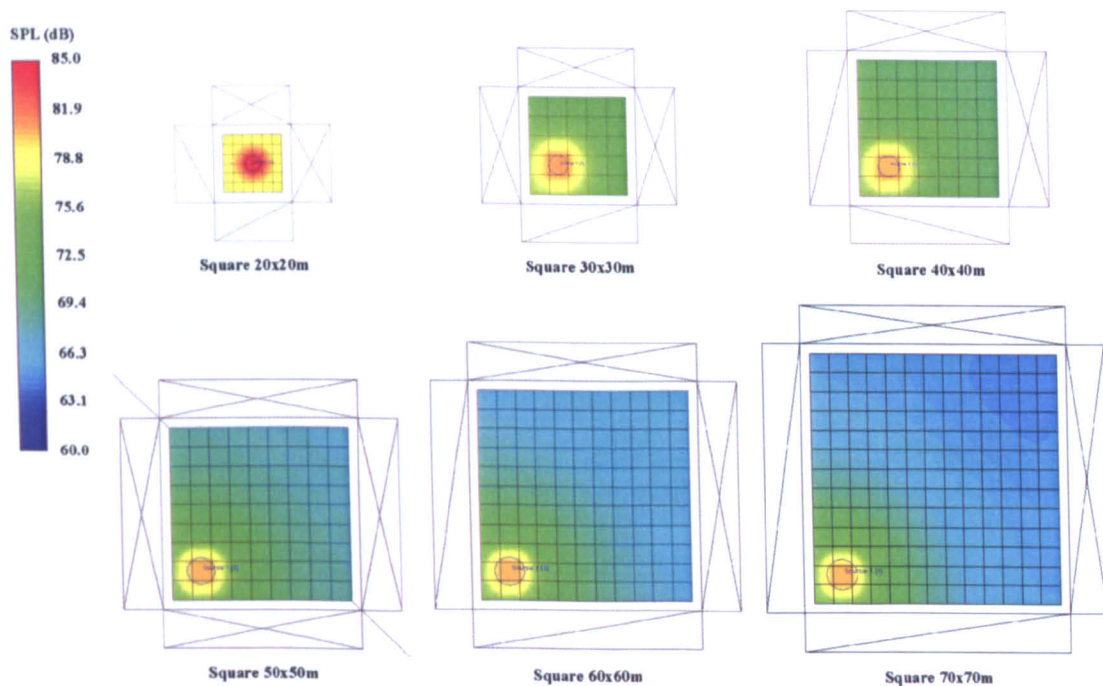 SPL (dB)
85.0
81.9
78.8
75.6
72.5
69.4
66.3
63.1
60.0
Square 20x20m
Square 30x30m
Square 40x40m
Square 50x50m
Square 60x60m
Square 70x70m